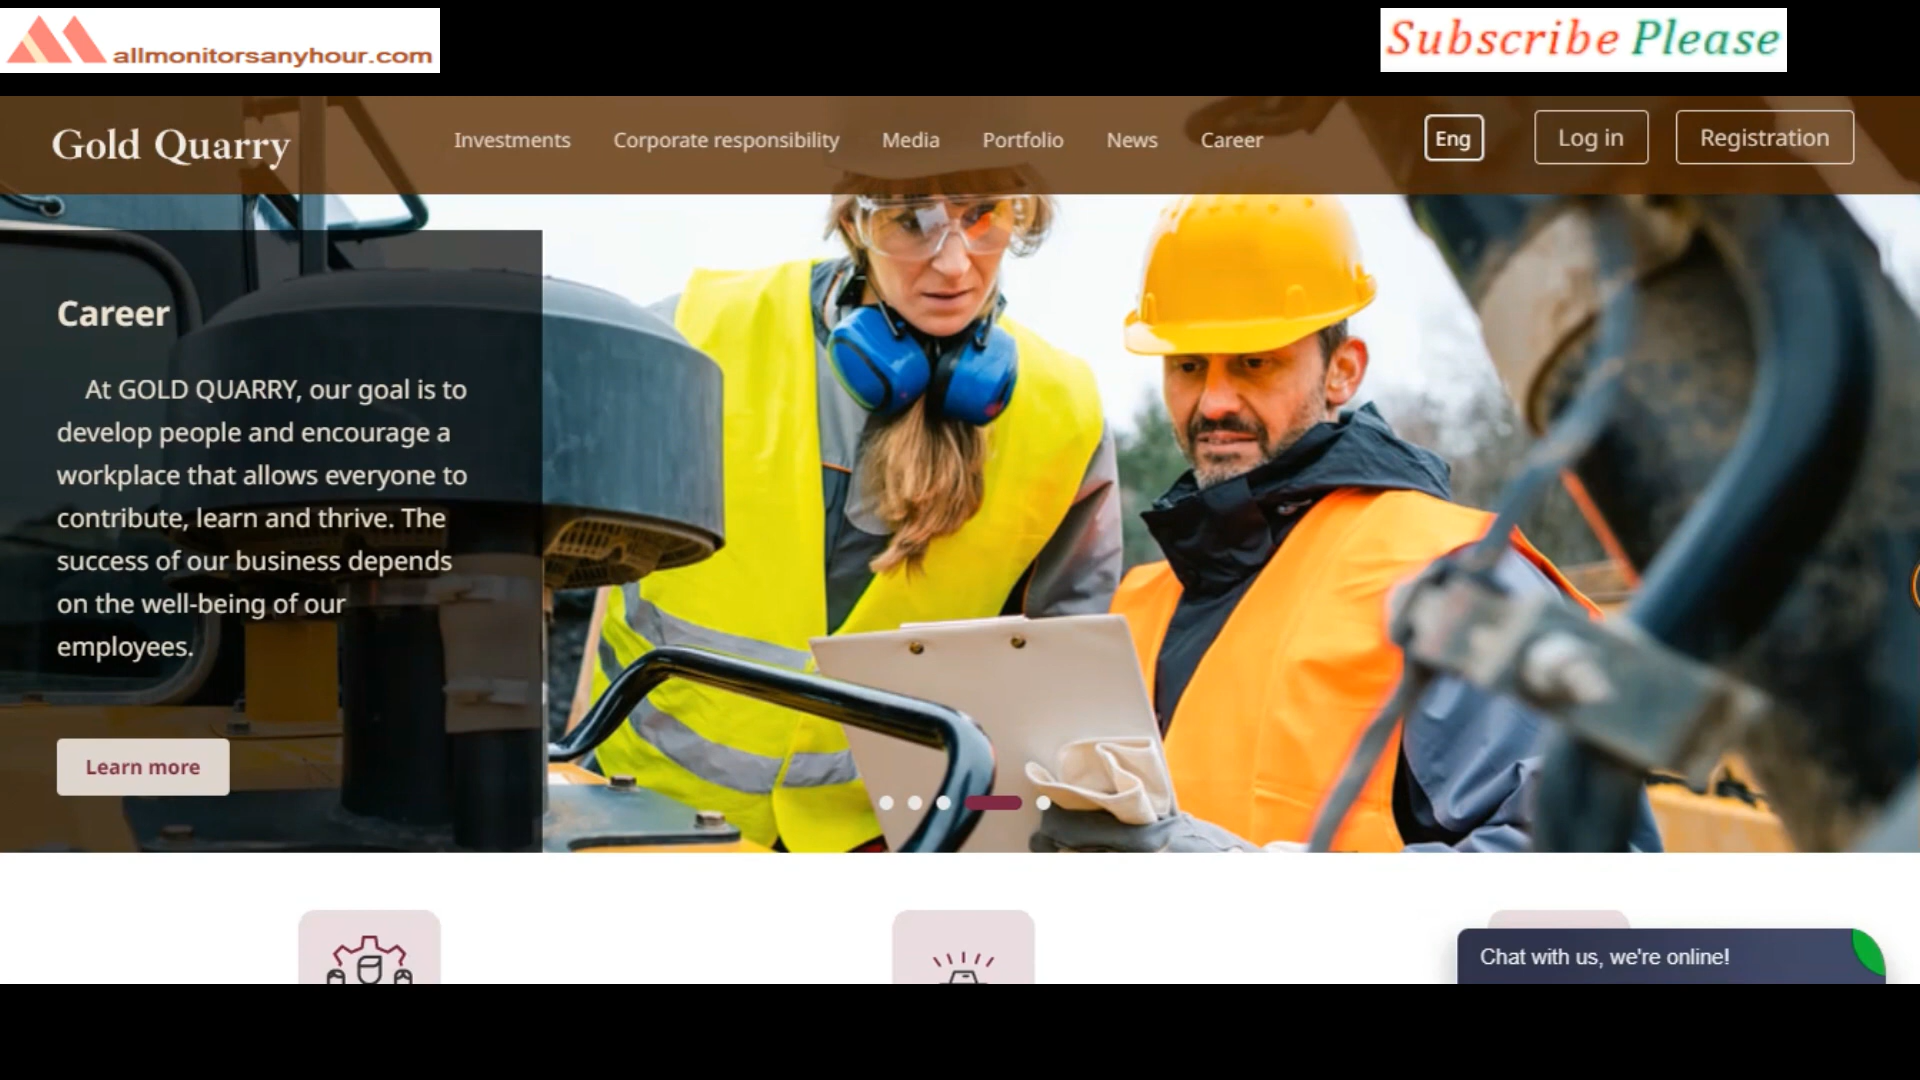 allmonitorsanyhour.com
Subscribe Please
Gold Quarry
Investments
Corporate responsibility
Media
Portfolio
News
Career
Eng
Log in
Registration
Career
At GOLD QUARRY, our goal is to
develop people and encourage a
workplace that allows everyone to
contribute, learn and thrive. The
success of our business depends
on the well-being of our
employees.
Learn more
Chat with us, we're online!